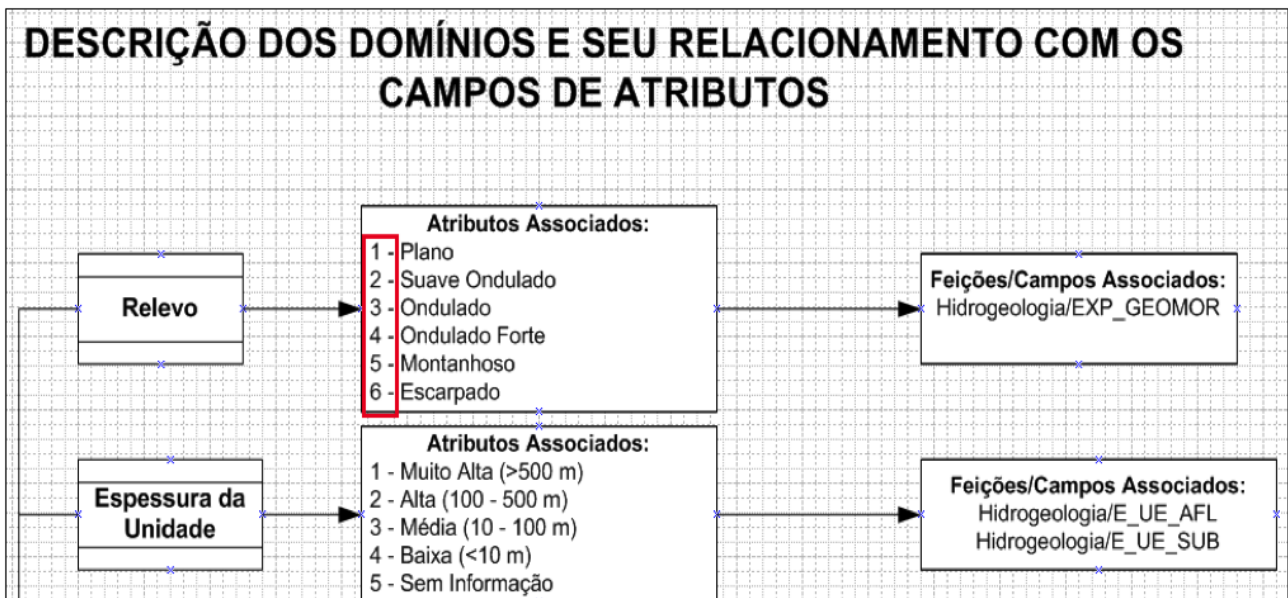 DESCRIÇÃO DOS DOMÍNIOS E SEU RELACIONAMENTO COM OS
CAMPOS DE ATRIBUTOS
Relevo
Atributos Associados:
1 - Plano
2 - Suave Ondulado
3 - Ondulado
4 - Ondulado Forte
5 - Montanhoso
6 - Escarpado
Feições/Campos Associados:
Hidrogeologia/EXP_GEOMOR
Espessura da
Unidade
Atributos Associados:
1 - Muito Alta (>500 m)
2 - Alta (100 - 500 m)
3 - Média (10 - 100 m)
4 - Baixa (<10 m)
5 - Sem Informação
Feições/Campos Associados:
Hidrogeologia/E_UE_AFL
Hidrogeologia/E_UE_SUB